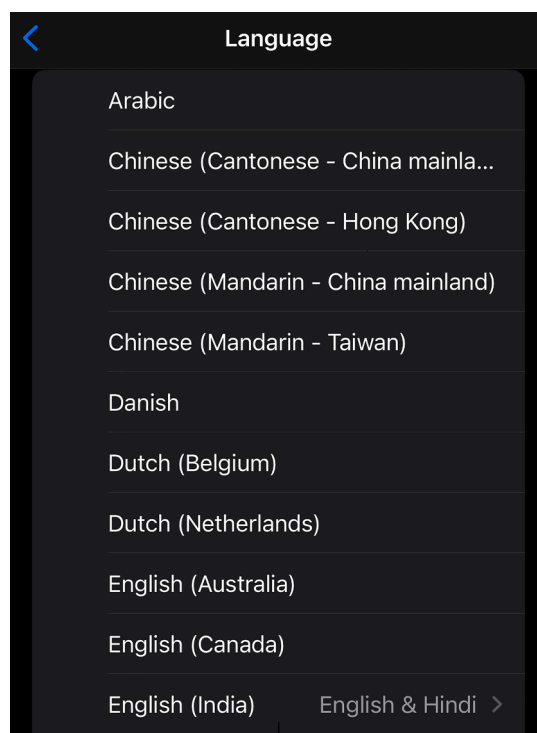 Language
Arabic
Chinese (Cantonese - China mainla...
Chinese (Cantonese - Hong Kong)
Chinese (Mandarin - China mainland)
Chinese (Mandarin - Taiwan)
Danish
Dutch (Belgium)
Dutch (Netherlands)
English (Australia)
English (Canada)
English (India) English & Hindi